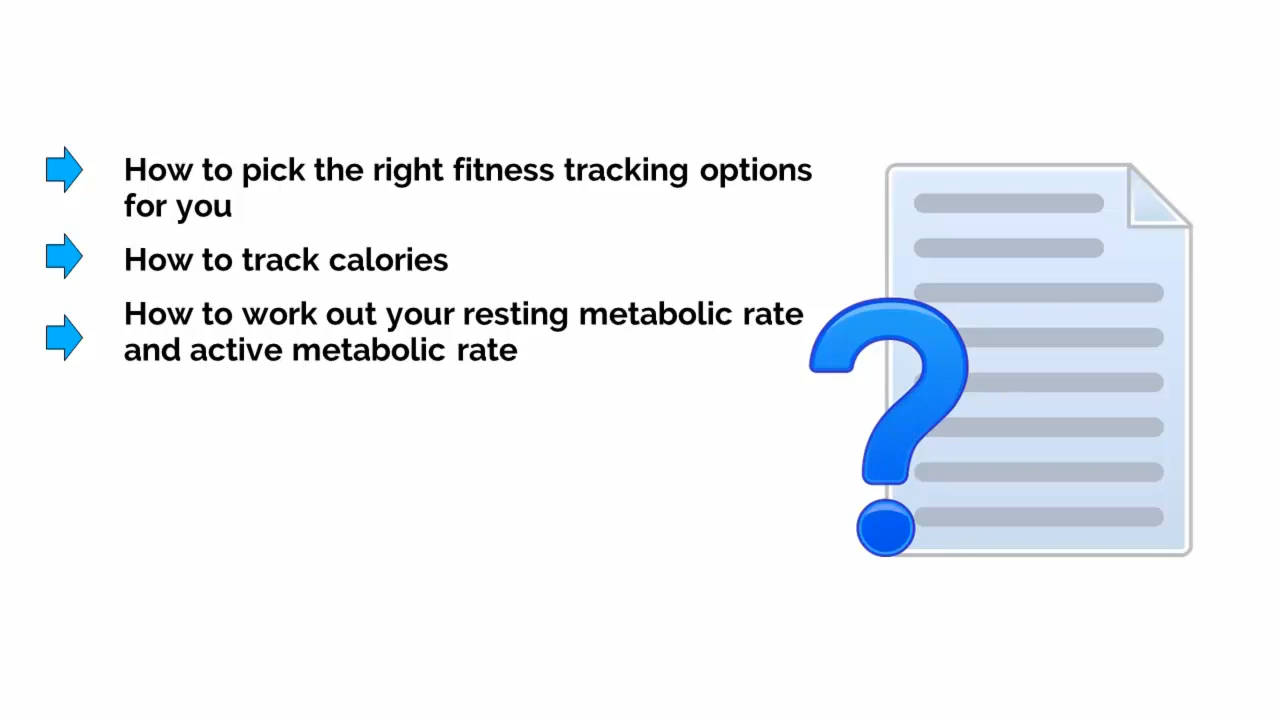 How to pick the right fitness tracking options
for you
How to track calories
How to work out your resting metabolic rate
and active metabolic rate